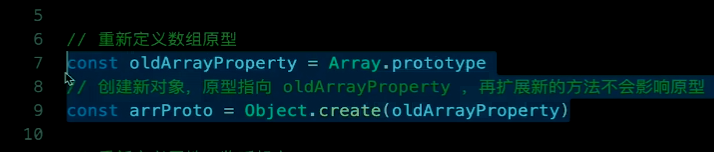 5
6
// 重新定义数组原型
7
const oldArrayProperty = Array.prototype
8
// 创建新对象，原型指向 oldArrayProperty ，再扩展新的方法不会影响原型
9
const arrProto = Object.create(oldArrayProperty)
10